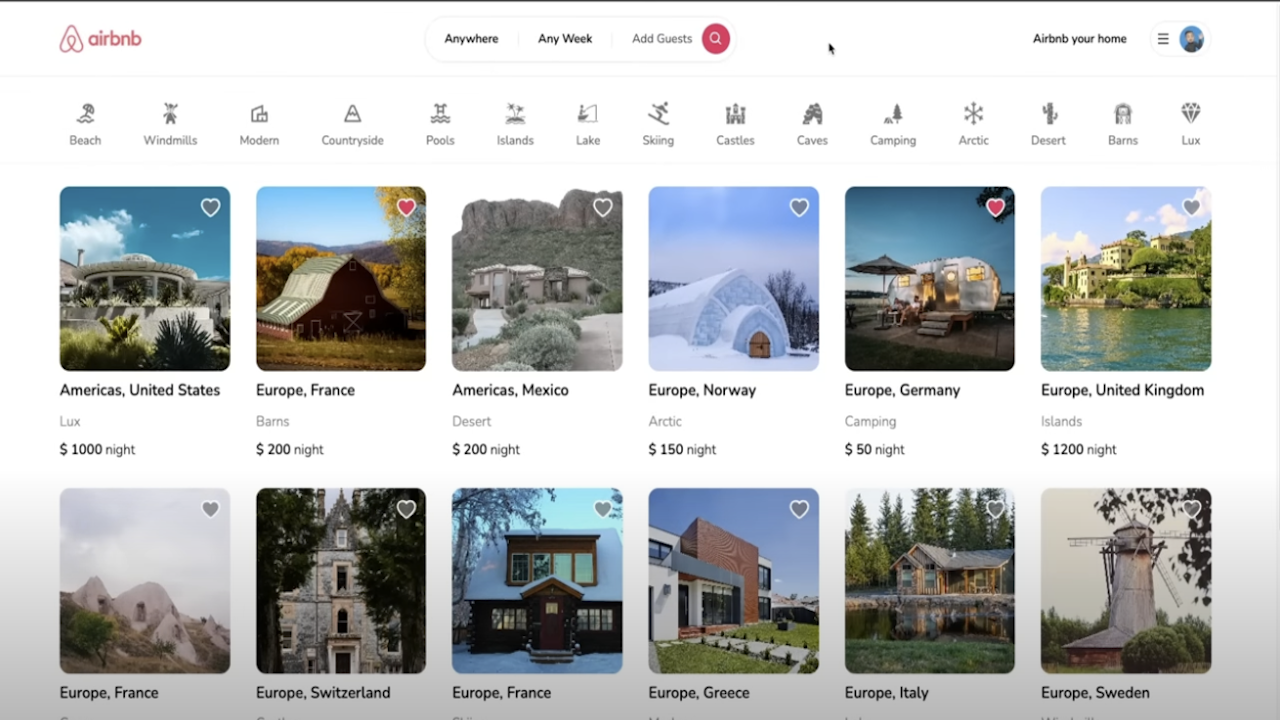 airbnb
Anywhere
Any Week
Add Guests
Airbnb your home
Beach
Windmills
Modern
Countryside
Pools
Islands
Lake
Skiing
Castles
Caves
Camping
Arctic
Desert
Barns
Lux
Americas, United States
Lux
$ 1000 night
Europe, France
Barns
$ 200 night
Americas, Mexico
Desert
$ 200 night
Europe, Norway
Arctic
$ 150 night
Europe, Germany
Camping
$ 50 night
Europe, United Kingdom
Islands
$ 1200 night
Europe, France
Europe, Switzerland
Europe, France
Europe, Greece
Europe, Italy
Europe, Sweden